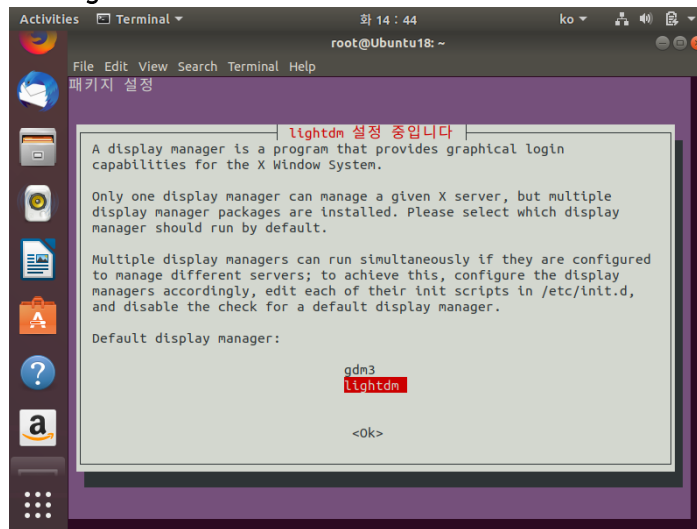 Activities Terminal 화 14 : 44 ko
root@Ubuntu18: ~
File Edit View Search Terminal Help
패키지 설정
lightdm 설정 중입니다
A display manager is a program that provides graphical login
capabilities for the X Window System.
Only one display manager can manage a given X server, but multiple
display manager packages are installed. Please select which display
manager should run by default.
Multiple display managers can run simultaneously if they are configured
to manage different servers; to achieve this, configure the display
managers accordingly, edit each of their init scripts in /etc/init.d,
and disable the check for a default display manager.
Default display manager:
gdm3
lightdm
<Ok>